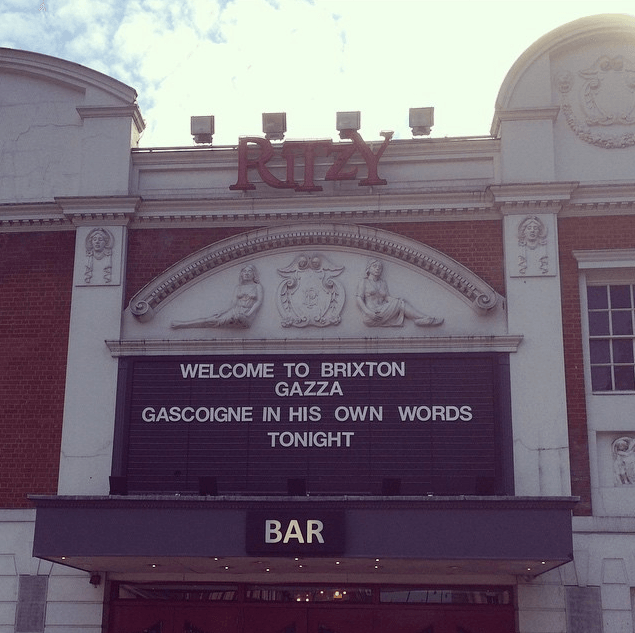 RITZY
WELCOME TO BRIXTON
GAZZA
GASCOIGNE IN HIS OWN WORDS
TONIGHT
BAR